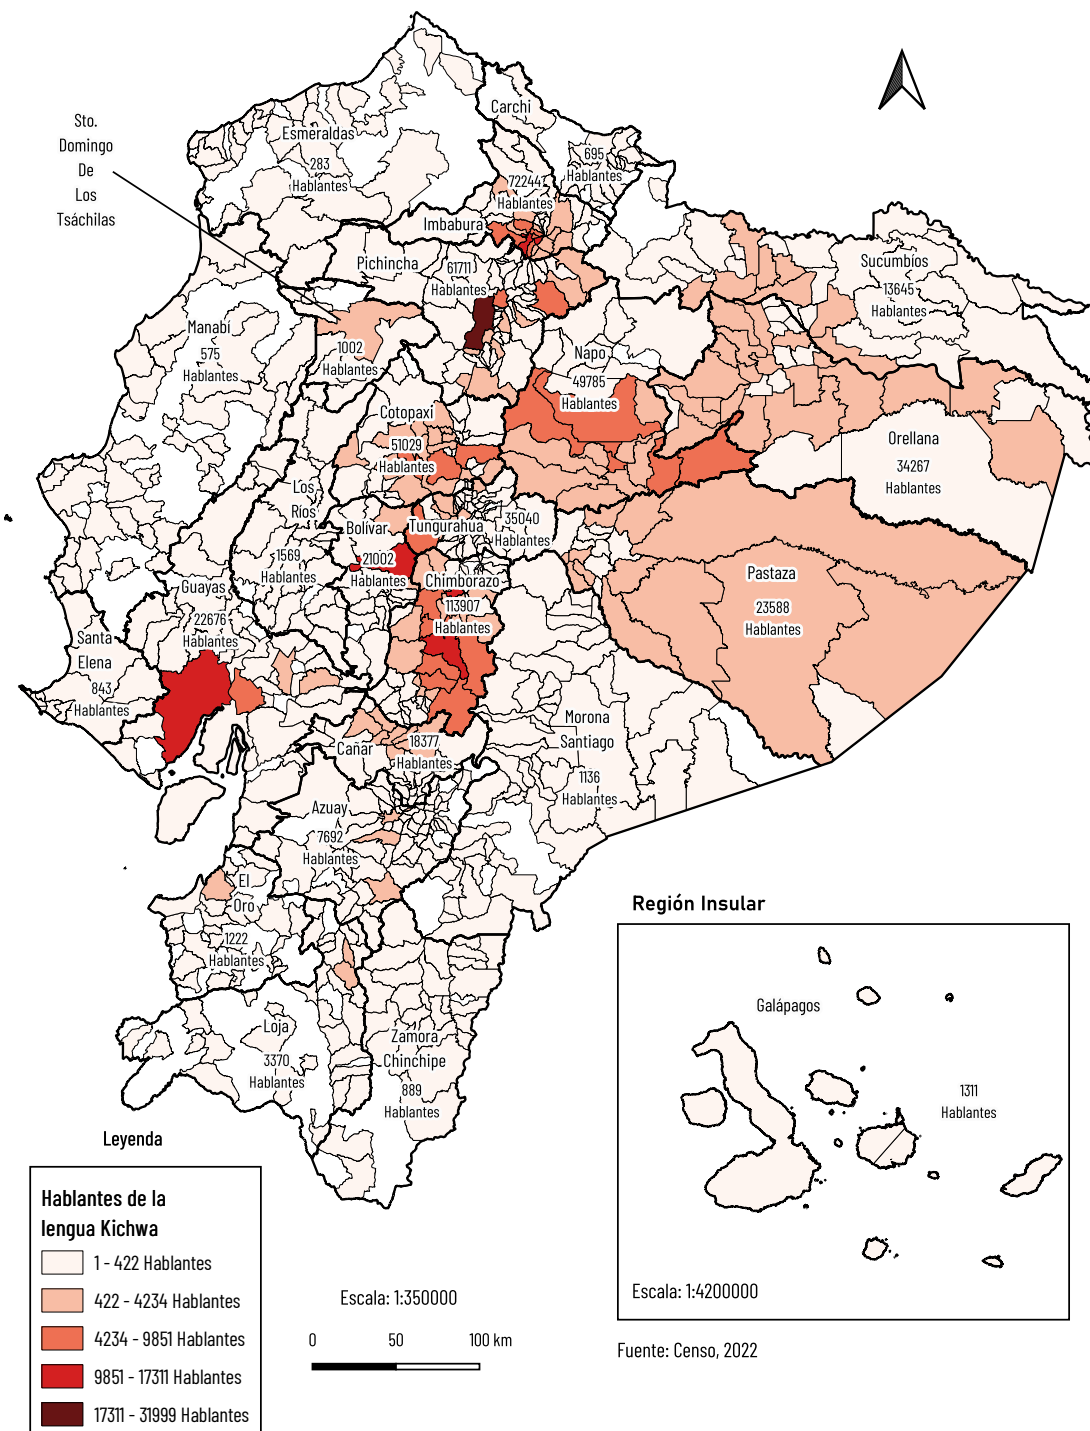 Carchi
695
Hablantes
Esmeraldas
283
Hablantes
Sto.
Domingo
De
Los
Tsáchilas
72244
Hablantes
Imbabura
Pichincha
61711
Hablantes
Sucumbíos
13645
Hablantes
Manabí
575
Hablantes
1002
Hablantes
Napo
49785
Hablantes
Cotopaxi
51029
Hablantes
Orellana
34267
Hablantes
Los
Ríos
1569
Hablantes
Bolívar
21002
Hablantes
Tungurahua
35040
Hablantes
Chimborazo
113907
Hablantes
Pastaza
23588
Hablantes
Guayas
22676
Hablantes
Santa
Elena
843
Hablantes
Morona
Santiago
1136
Hablantes
Cañar
18377
Hablantes
Azuay
7692
Hablantes
El
Oro
1222
Hablantes
Loja
3370
Hablantes
Zamora
Chinchipe
889
Hablantes
Región Insular
Galápagos
1311
Hablantes
Escala: 1:4200000
Fuente: Censo, 2022
Leyenda
Hablantes de la
lengua Kichwa
1 - 422 Hablantes
422 - 4234 Hablantes
4234 - 9851 Hablantes
9851 - 17311 Hablantes
17311 - 31999 Hablantes
Escala: 1:350000
0 50 100 km